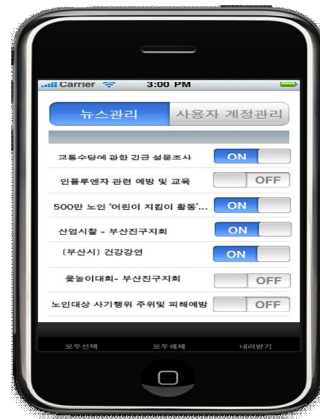 Carrier 3:00 PM
뉴스관리 사용자 계정관리
교통수당에 관한 긴급 설문조사 ON
인플루엔자 관련 예방 및 교육 OFF
500만 노인 '어린이 지킴이 활동'... ON
산업시찰 - 부산진구지회 ON
[부산시] 건강강연 ON
윷놀이대회- 부산진구지회 OFF
노인대상 사기행위 주위및 피해예방 OFF
모두선택 모두해제 내려받기